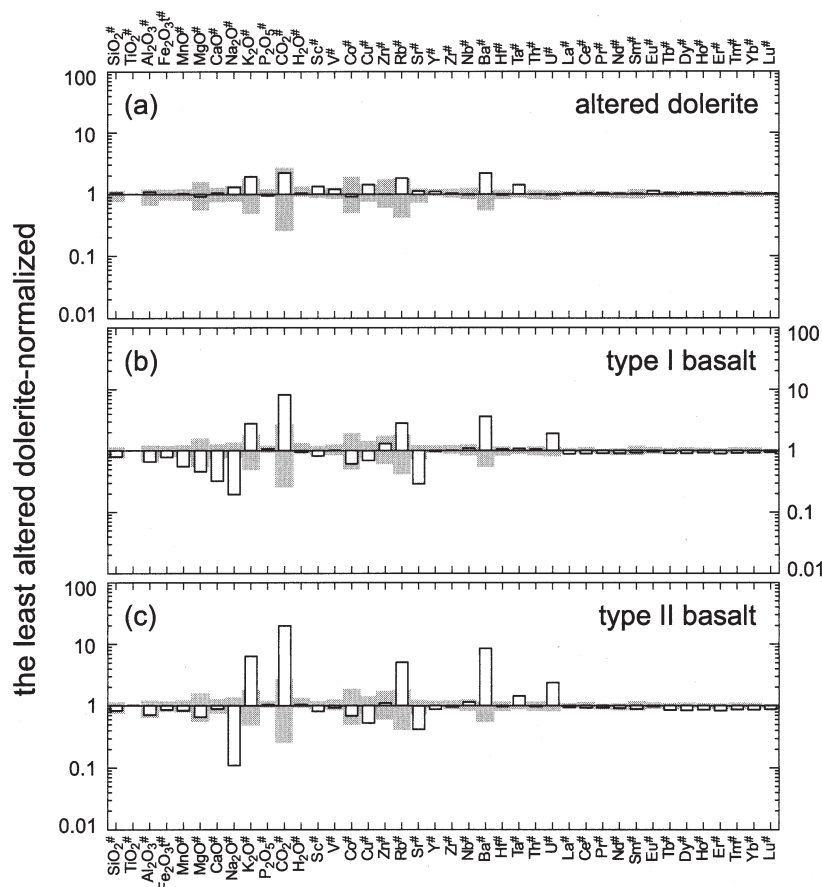 SiO2# TiO2# Al2O3# Fe2O3t# MnO# MgO# CaO# Na2O# K2O# P2O5# CO2# H2O# Sc# V# Co# Cu# Zn# Rb# Sr# Y# Zr# Nb# Ba# Hf# Ta# Th# U# La# Ce# Pr# Nd# Sm# Eu# Tb# Dy# Ho# Er# Tm# Yb# Lu#
the least altered dolerite-normalized
100
(a) altered dolerite
10
1
0.1
0.01
100
(b) type I basalt
10
1
0.1
0.01
100
(c) type II basalt
10
1
0.1
0.01
SiO2# TiO2# Al2O3# Fe2O3t# MnO# MgO# CaO# Na2O# K2O# P2O5# CO2# H2O# Sc# V# Co# Cu# Zn# Rb# Sr# Y# Zr# Nb# Ba# Hf# Ta# Th# U# La# Ce# Pr# Nd# Sm# Eu# Tb# Dy# Ho# Er# Tm# Yb# Lu#